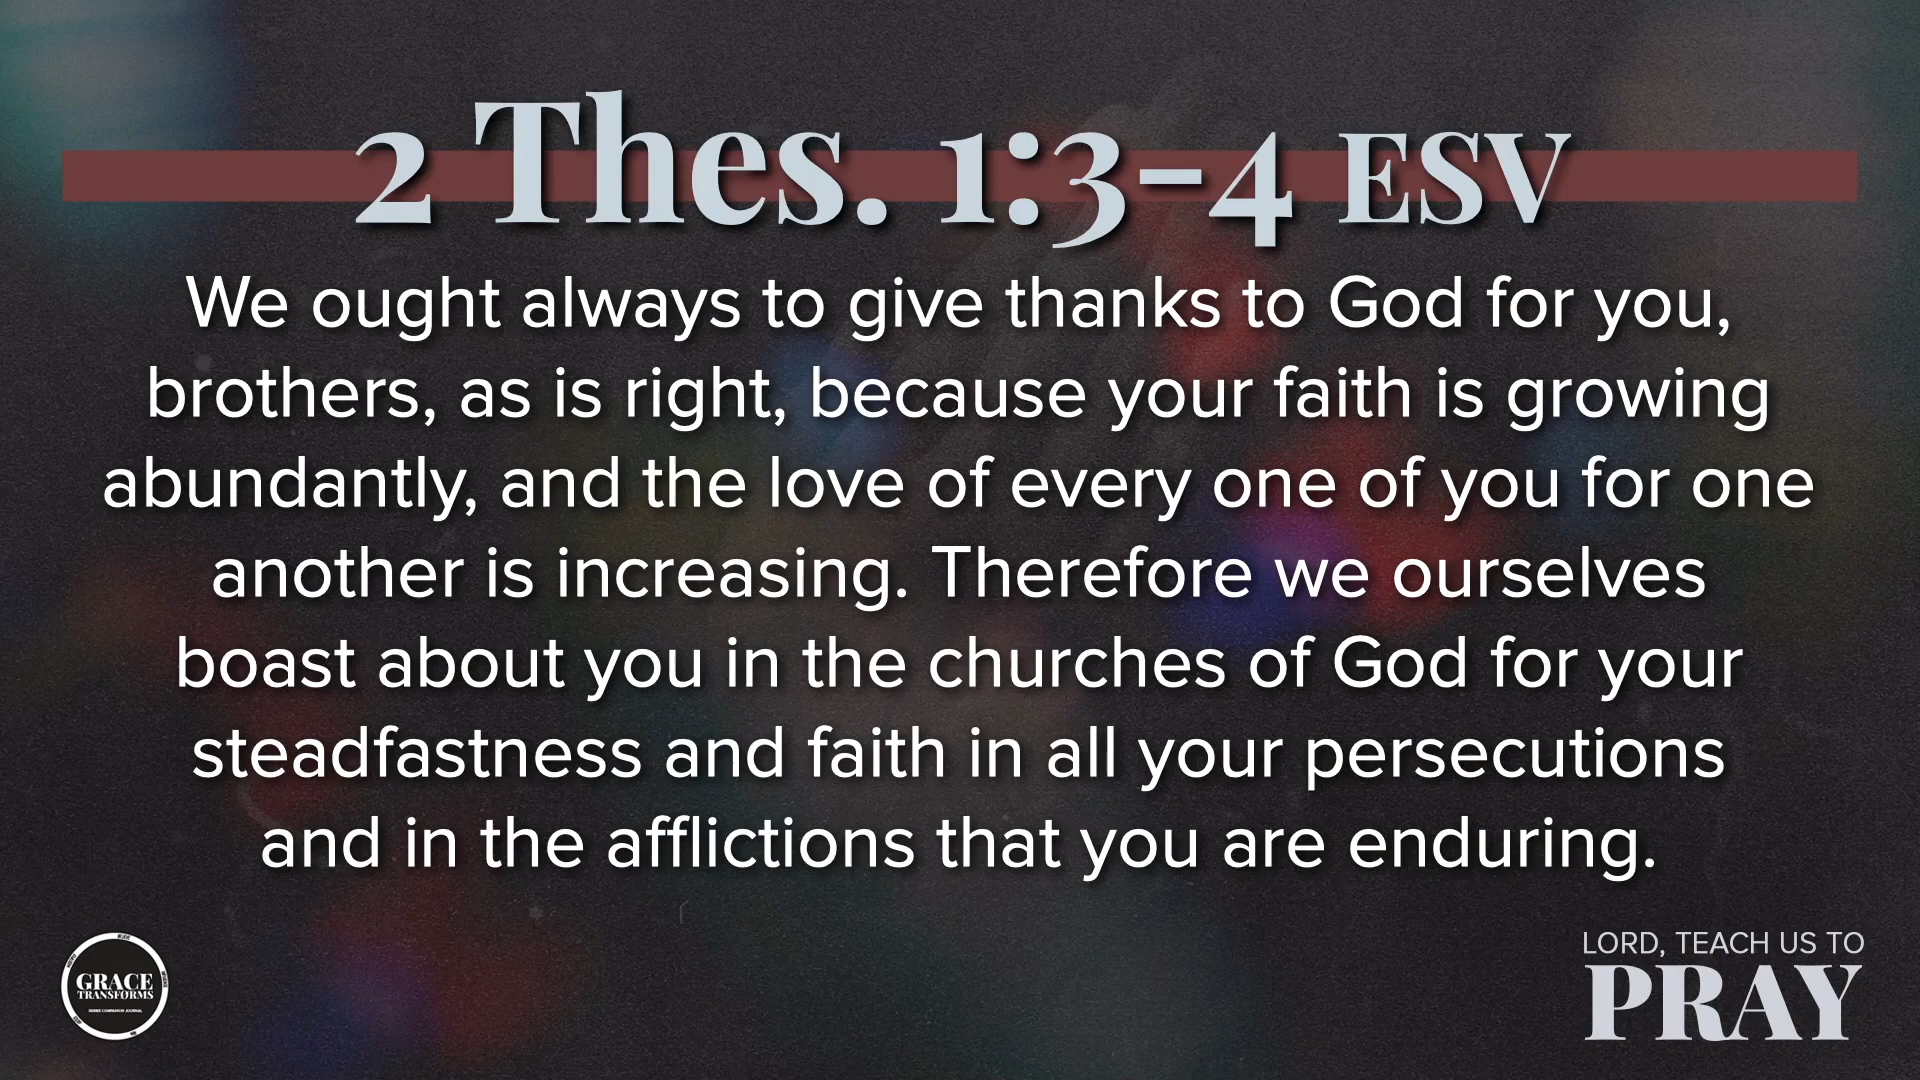 2 Thes. 1:3-4 ESV
We ought always to give thanks to God for you,
brothers, as is right, because your faith is growing
abundantly, and the love of every one of you for one
another is increasing. Therefore we ourselves
boast about you in the churches of God for your
steadfastness and faith in all your persecutions
and in the afflictions that you are enduring.
GRACE
TRANSFORMS
SERIES COMPANION JOURNAL
LORD, TEACH US TO
PRAY